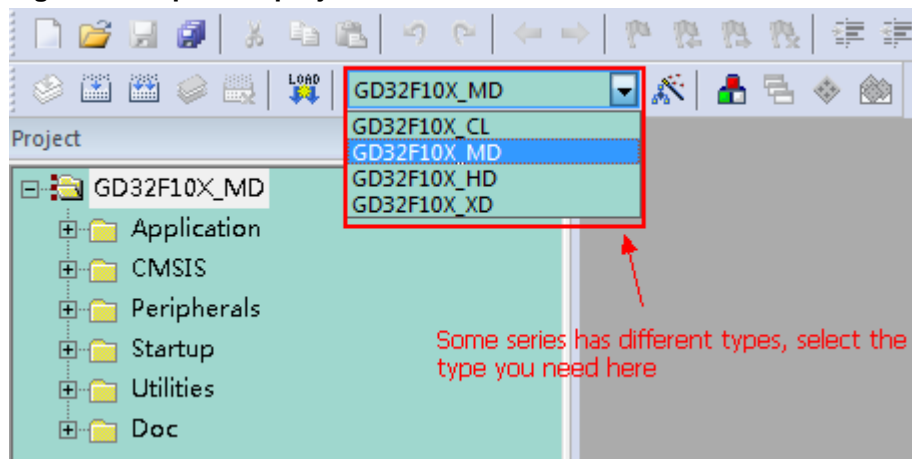 LOAD
GD32F10X_MD
GD32F10X_CL
GD32F10X_MD
GD32F10X_HD
GD32F10X_XD
Project
GD32F10X_MD
Application
CMSIS
Peripherals
Startup
Utilities
Doc
Some series has different types, select the
type you need here